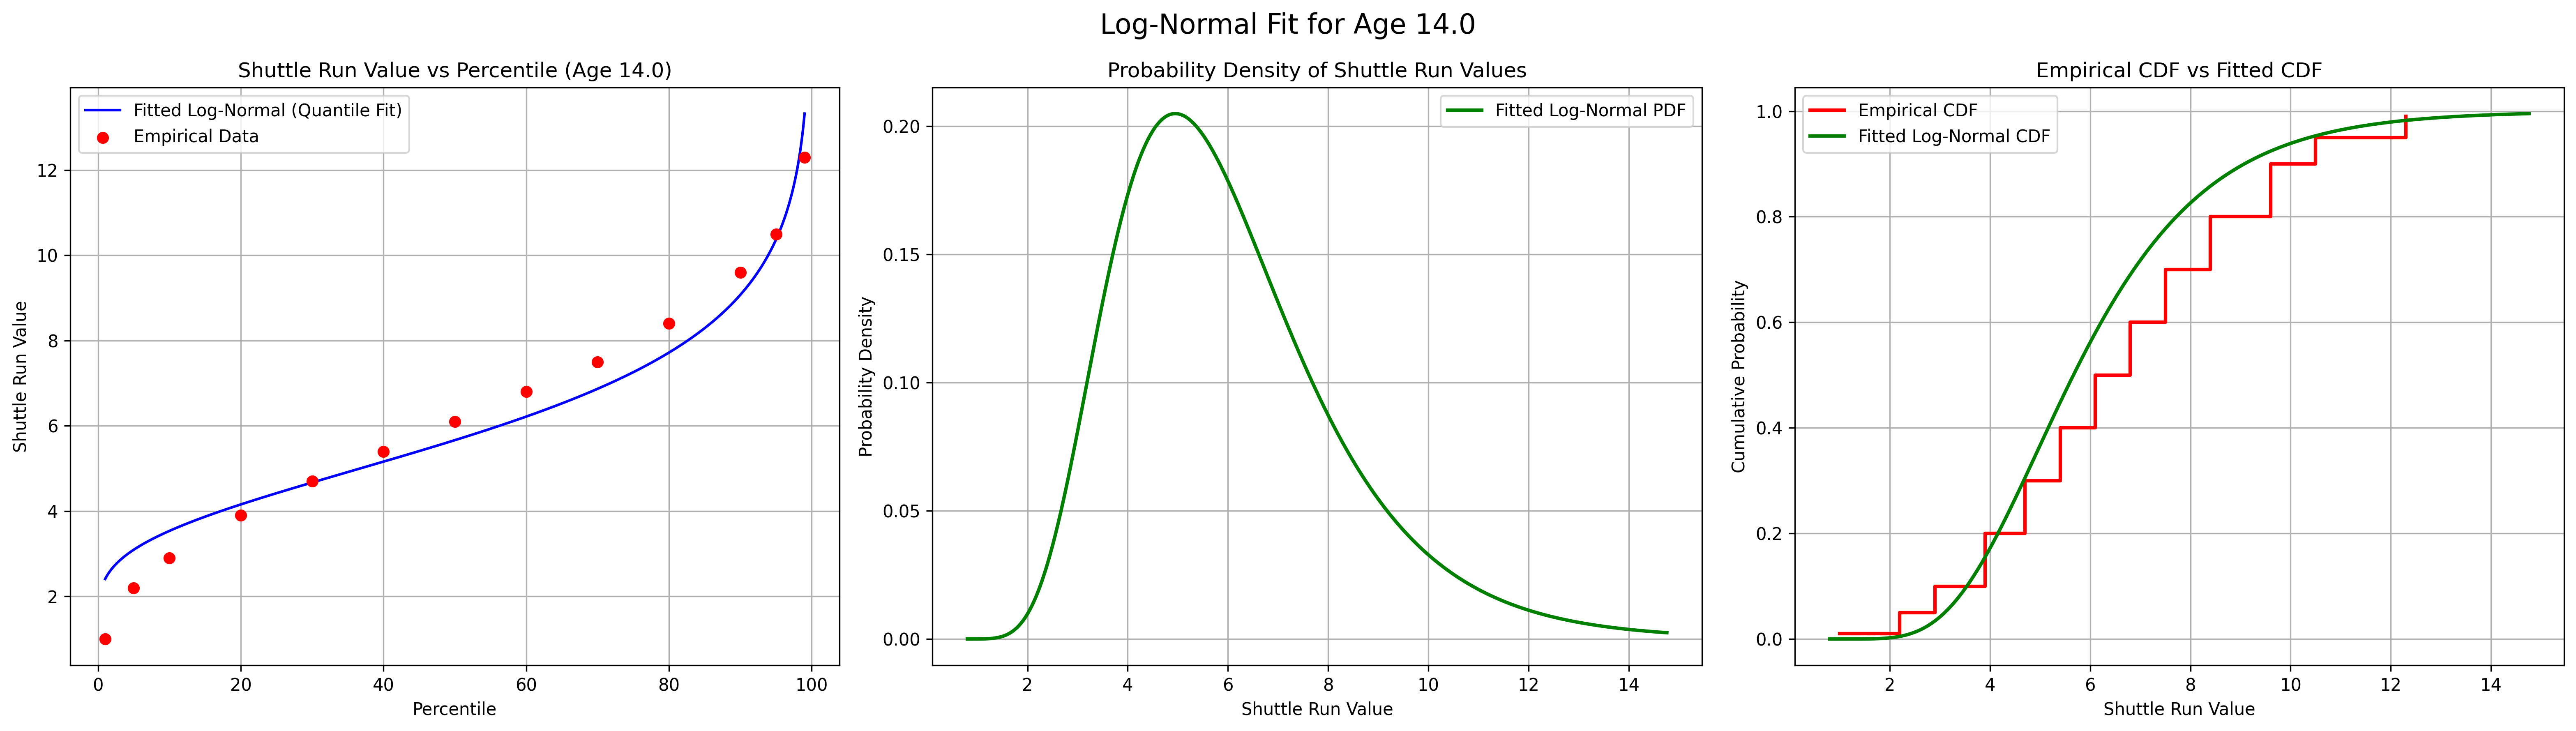 Log-Normal Fit for Age 14.0
Shuttle Run Value vs Percentile (Age 14.0)
Fitted Log-Normal (Quantile Fit)
Empirical Data
12
10
8
6
4
2
Shuttle Run Value
0 20 40 60 80 100
Percentile
Probability Density of Shuttle Run Values
Fitted Log-Normal PDF
0.20
0.15
0.10
0.05
0.00
Probability Density
2 4 6 8 10 12 14
Shuttle Run Value
Empirical CDF vs Fitted CDF
Empirical CDF
Fitted Log-Normal CDF
1.0
0.8
0.6
0.4
0.2
0.0
Cumulative Probability
2 4 6 8 10 12 14
Shuttle Run Value